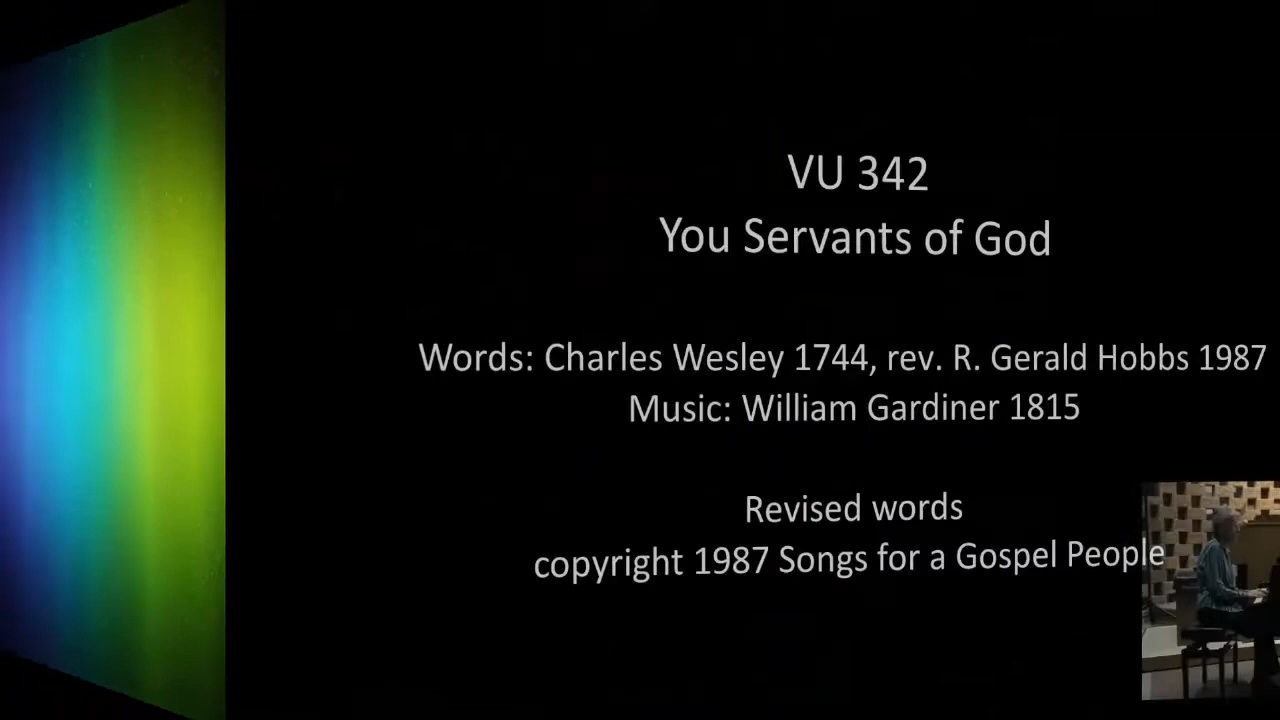 VU 342
You Servants of God
Words: Charles Wesley 1744, rev. R. Gerald Hobbs 1987
Music: William Gardiner 1815
Revised words
copyright 1987 Songs for a Gospel People